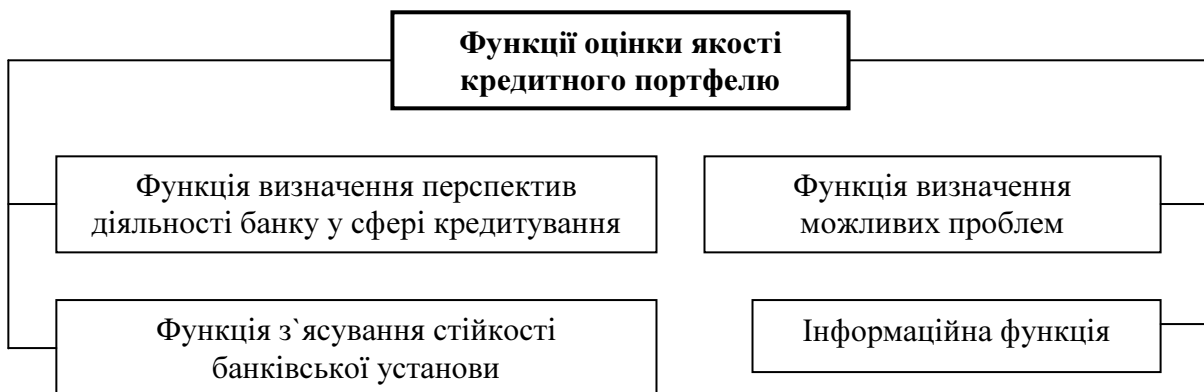 Функції оцінки якості
кредитного портфелю
Функція визначення перспектив
діяльності банку у сфері кредитування
Функція визначення
можливих проблем
Функція з`ясування стійкості
банківської установи
Інформаційна функція